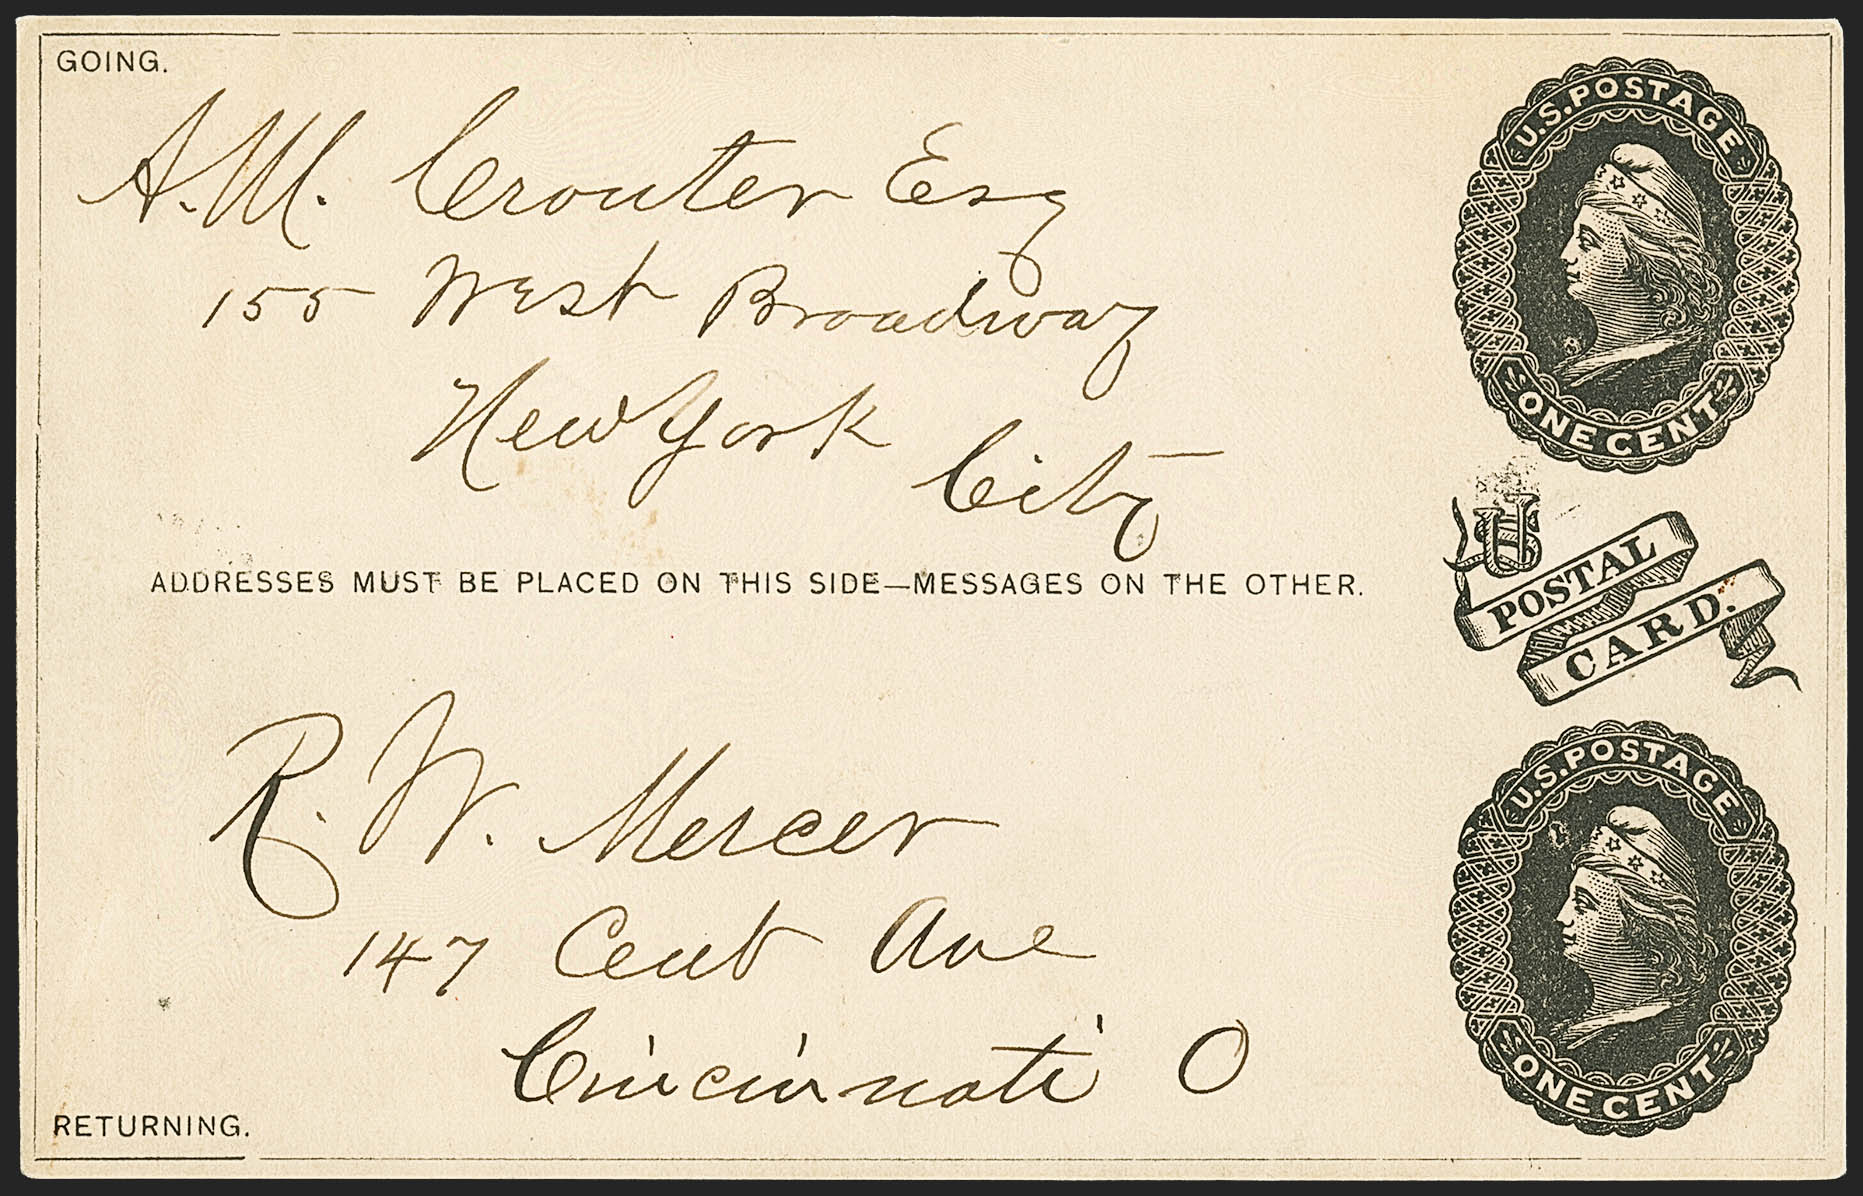 GOING.
U.S. POSTAGE
A. M. Crouter Esq
155 West Broadway
New York City
ONE CENT
US
POSTAL
CARD.
ADDRESSES MUST BE PLACED ON THIS SIDE—MESSAGES ON THE OTHER.
U.S. POSTAGE
R. W. Mercer
147 Cent Ave
Cincinnati O
ONE CENT
RETURNING.